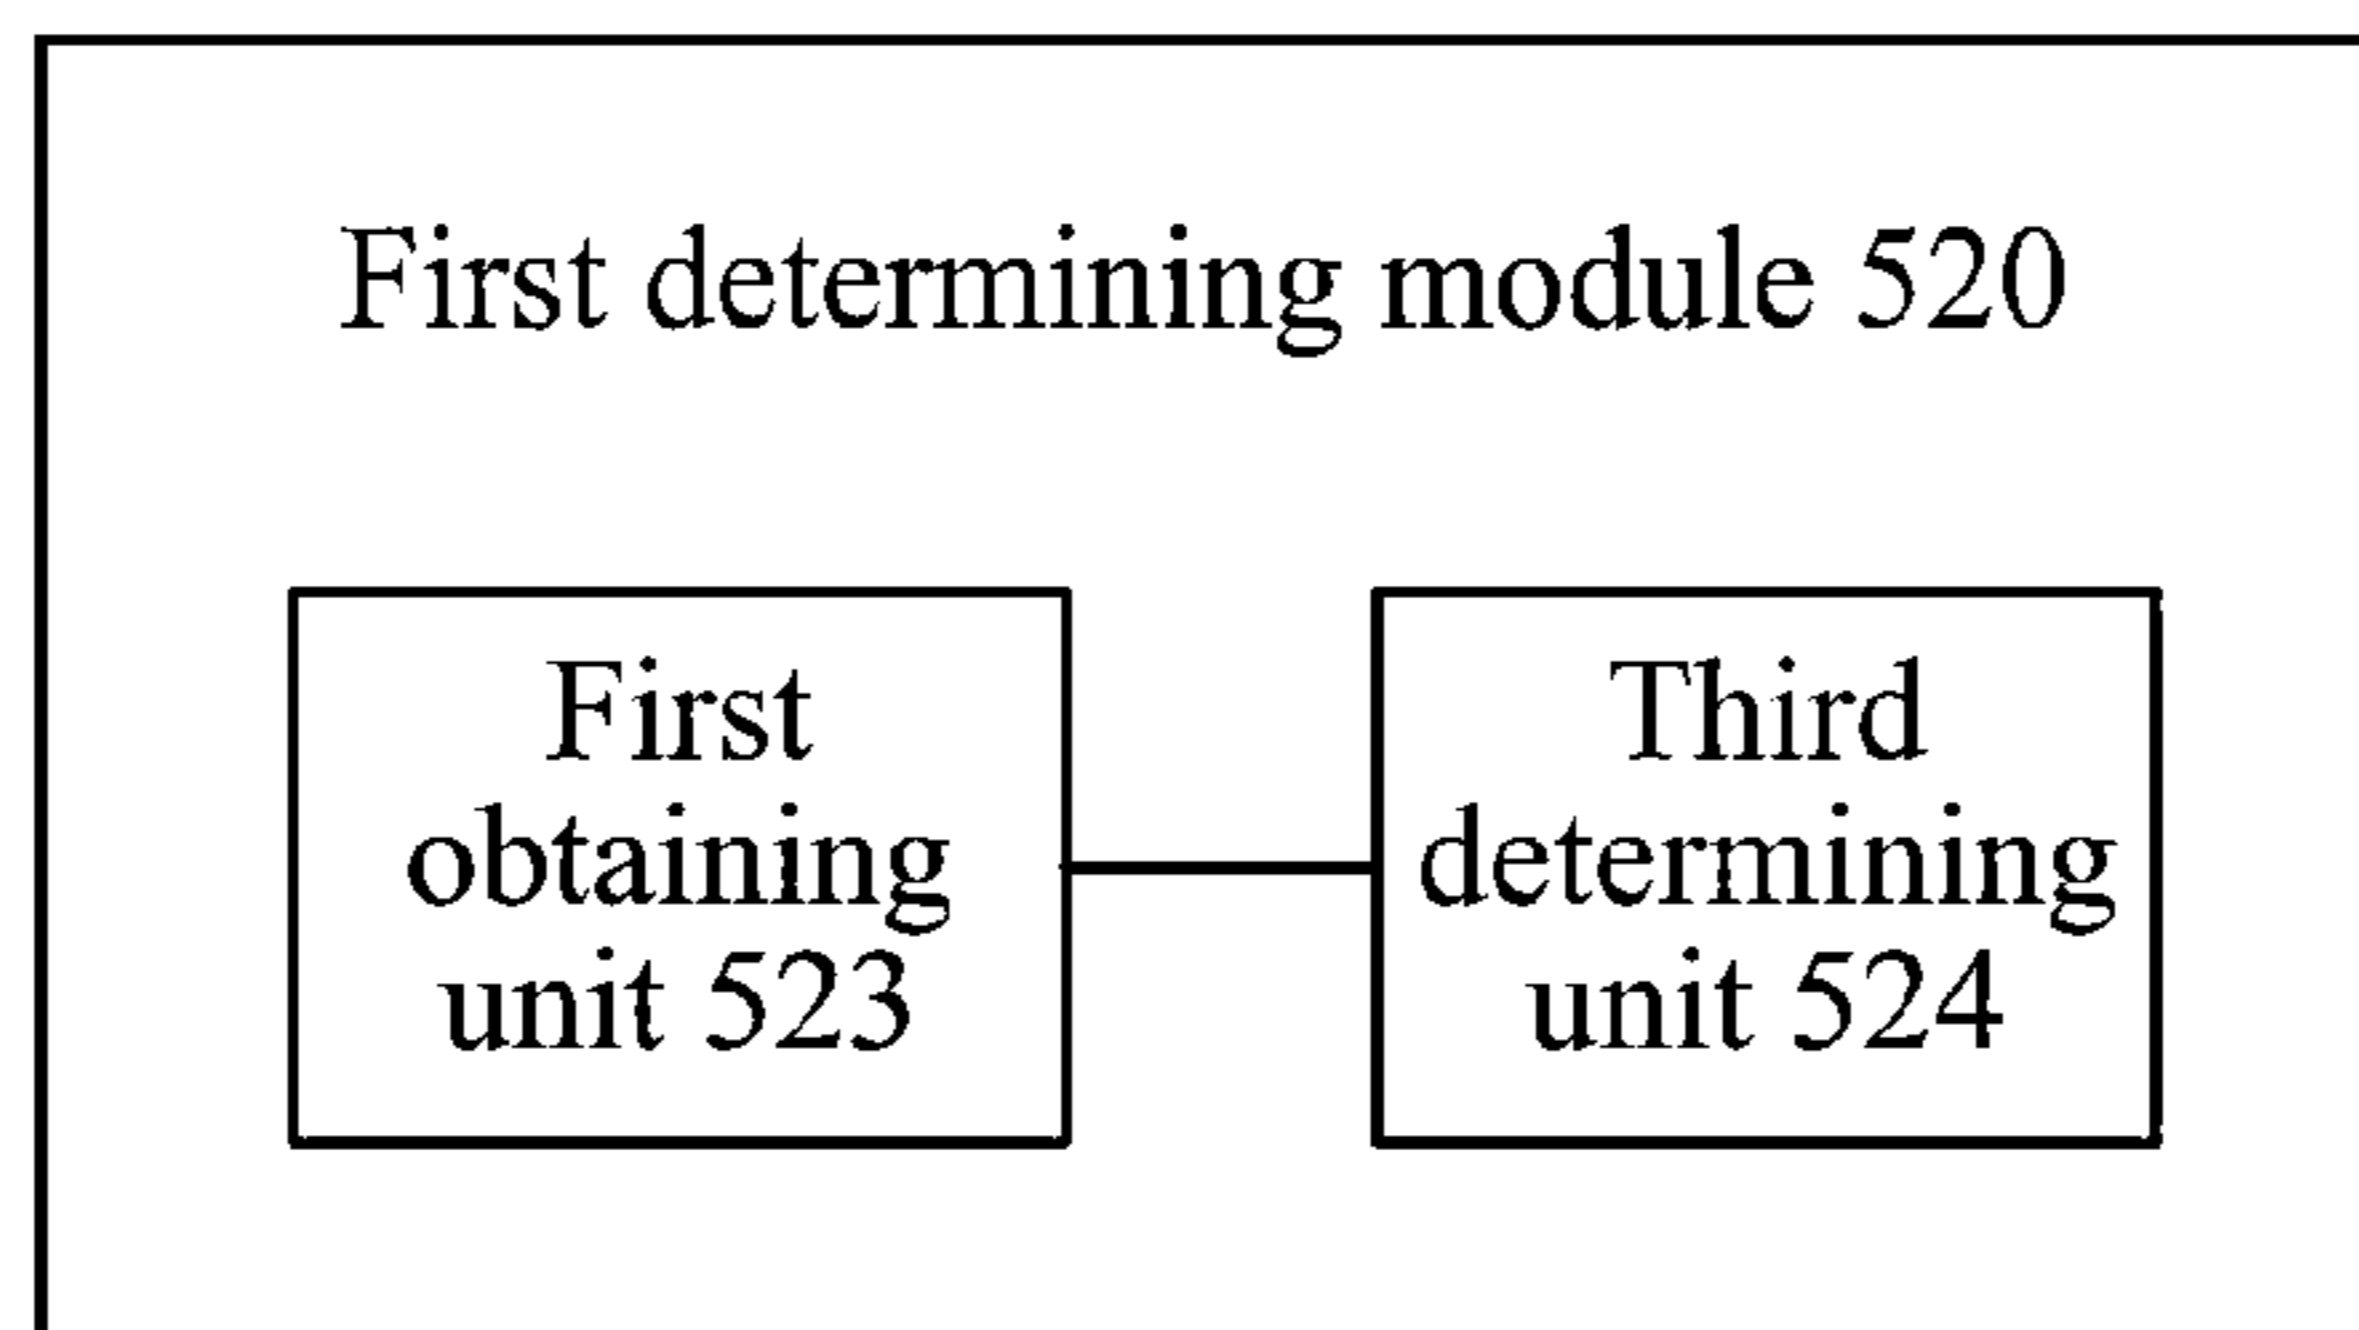 First determining module 520
First
obtaining
unit 523
Third
determining
unit 524